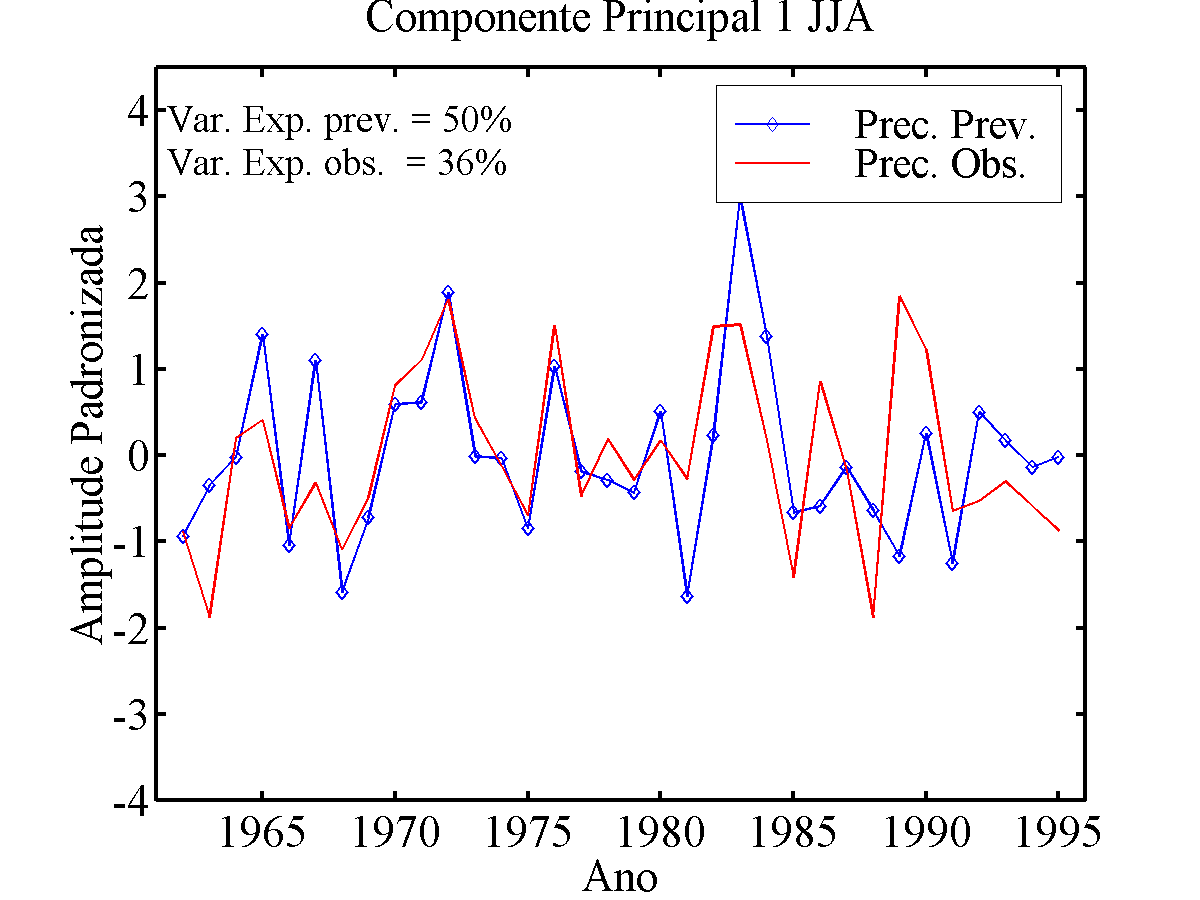 Componente Principal 1 JJA
Var. Exp. prev. = 50%
Var. Exp. obs. = 36%
Prec. Prev.
Prec. Obs.
Amplitude Padronizada
4
3
2
1
0
-1
-2
-3
-4
1965 1970 1975 1980 1985 1990 1995
Ano